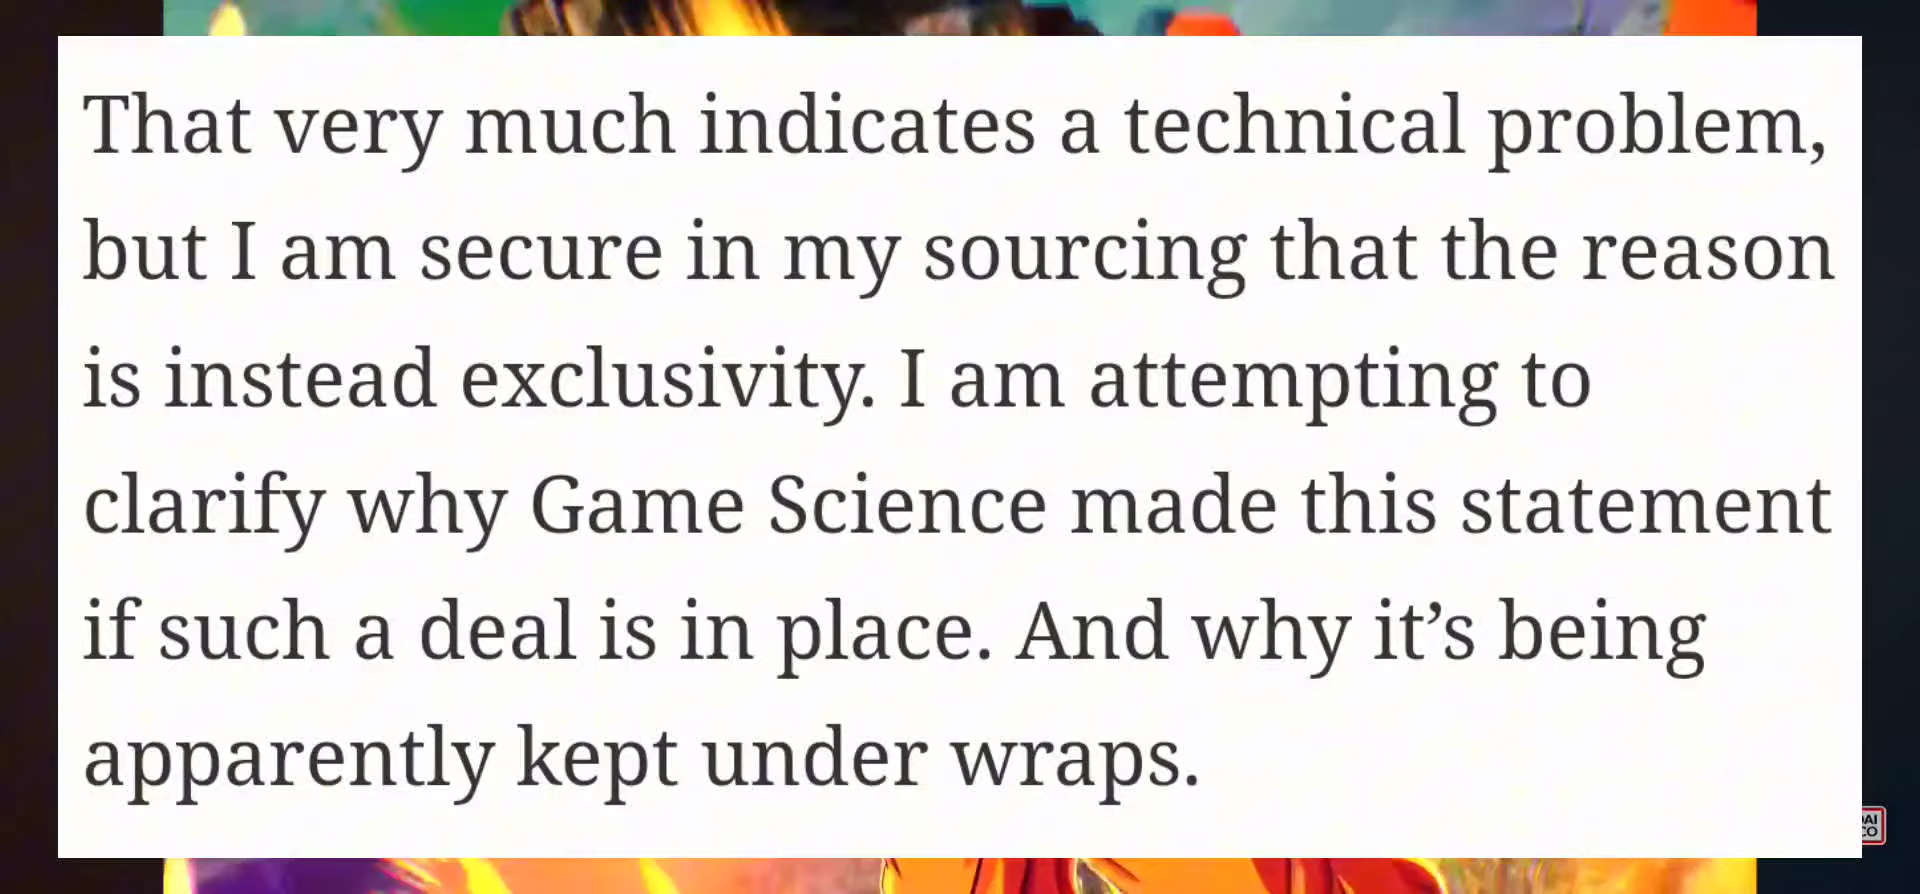 That very much indicates a technical problem,
but I am secure in my sourcing that the reason
is instead exclusivity. I am attempting to
clarify why Game Science made this statement
if such a deal is in place. And why it’s being
apparently kept under wraps.